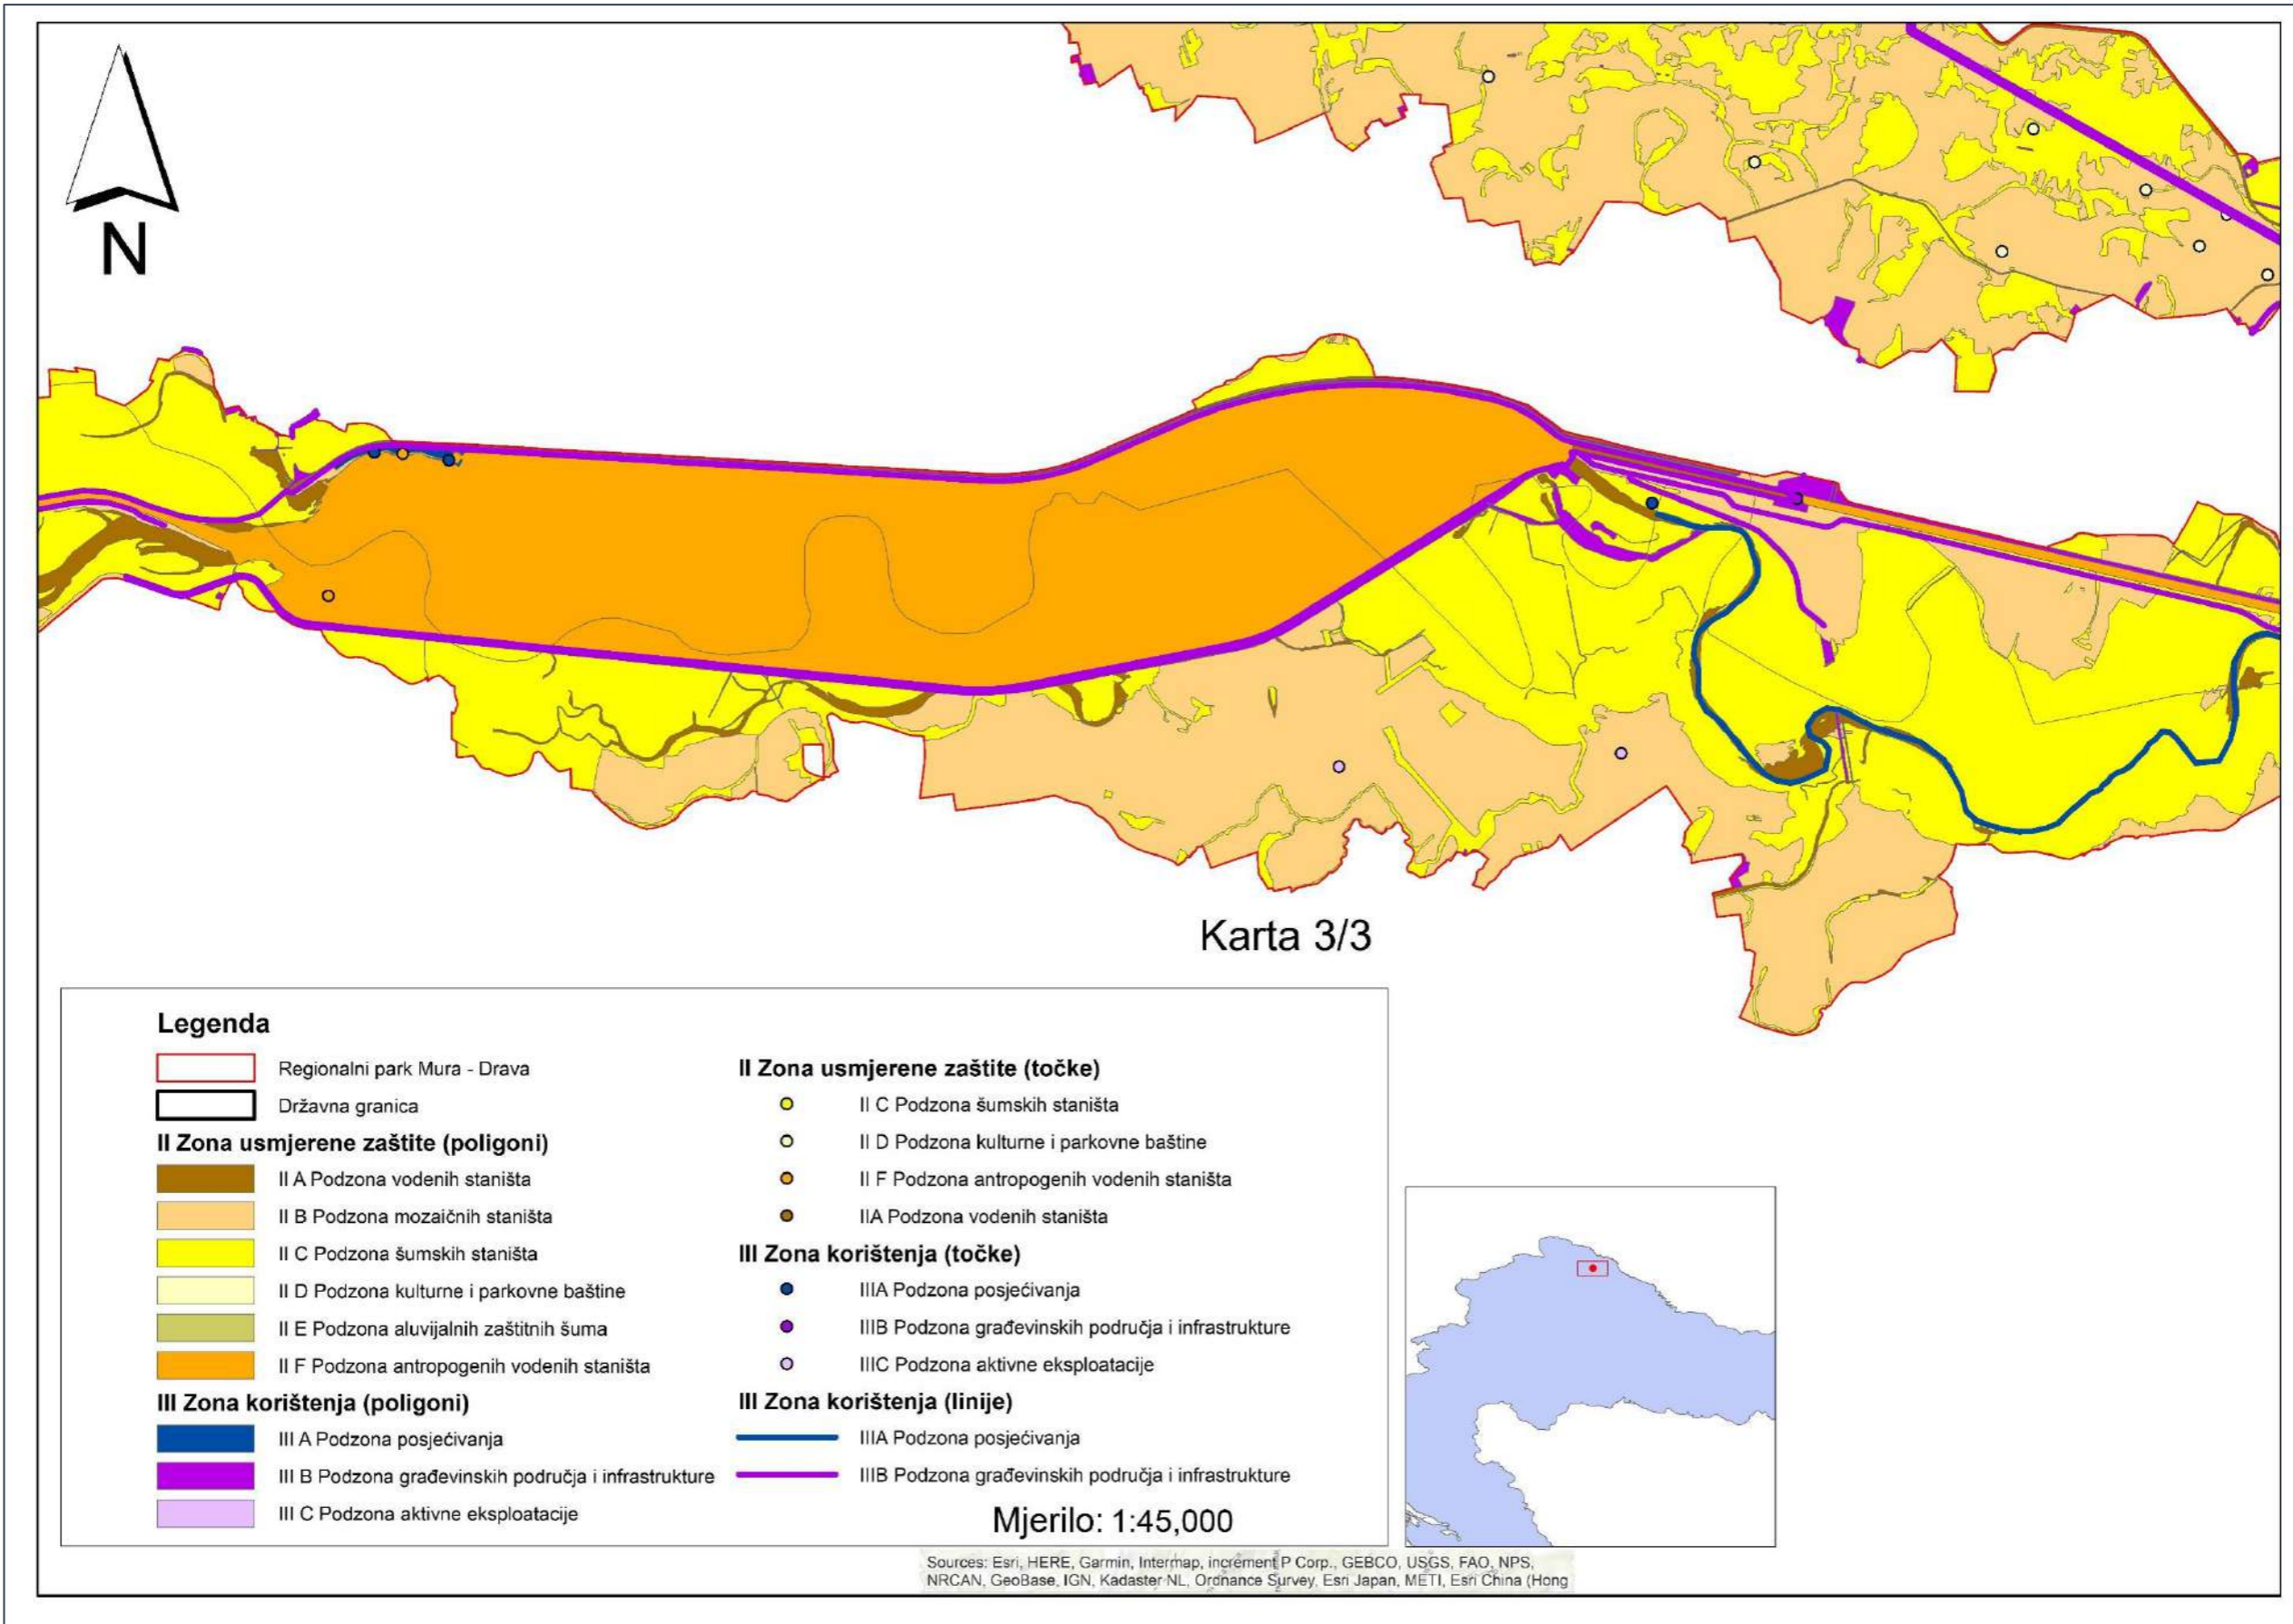 N
Karta 3/3
Legenda
Regionalni park Mura - Drava
Državna granica
II Zona usmjerene zaštite (poligoni)
II A Podzona vodenih staništa
II B Podzona mozaičnih staništa
II C Podzona šumskih staništa
II D Podzona kulturne i parkovne baštine
II E Podzona aluvijalnih zaštitnih šuma
II F Podzona antropogenih vodenih staništa
III Zona korištenja (poligoni)
III A Podzona posjećivanja
III B Podzona građevinskih područja i infrastrukture
III C Podzona aktivne eksploatacije
II Zona usmjerene zaštite (točke)
II C Podzona šumskih staništa
II D Podzona kulturne i parkovne baštine
II F Podzona antropogenih vodenih staništa
IIA Podzona vodenih staništa
III Zona korištenja (točke)
IIIA Podzona posjećivanja
IIIB Podzona građevinskih područja i infrastrukture
IIIC Podzona aktivne eksploatacije
III Zona korištenja (linije)
IIIA Podzona posjećivanja
IIIB Podzona građevinskih područja i infrastrukture
Mjerilo: 1:45,000
Sources: Esri, HERE, Garmin, Intermap, increment P Corp., GEBCO, USGS, FAO, NPS,
NRCAN, GeoBase, IGN, Kadaster NL, Ordnance Survey, Esri Japan, METI, Esri China (Hong